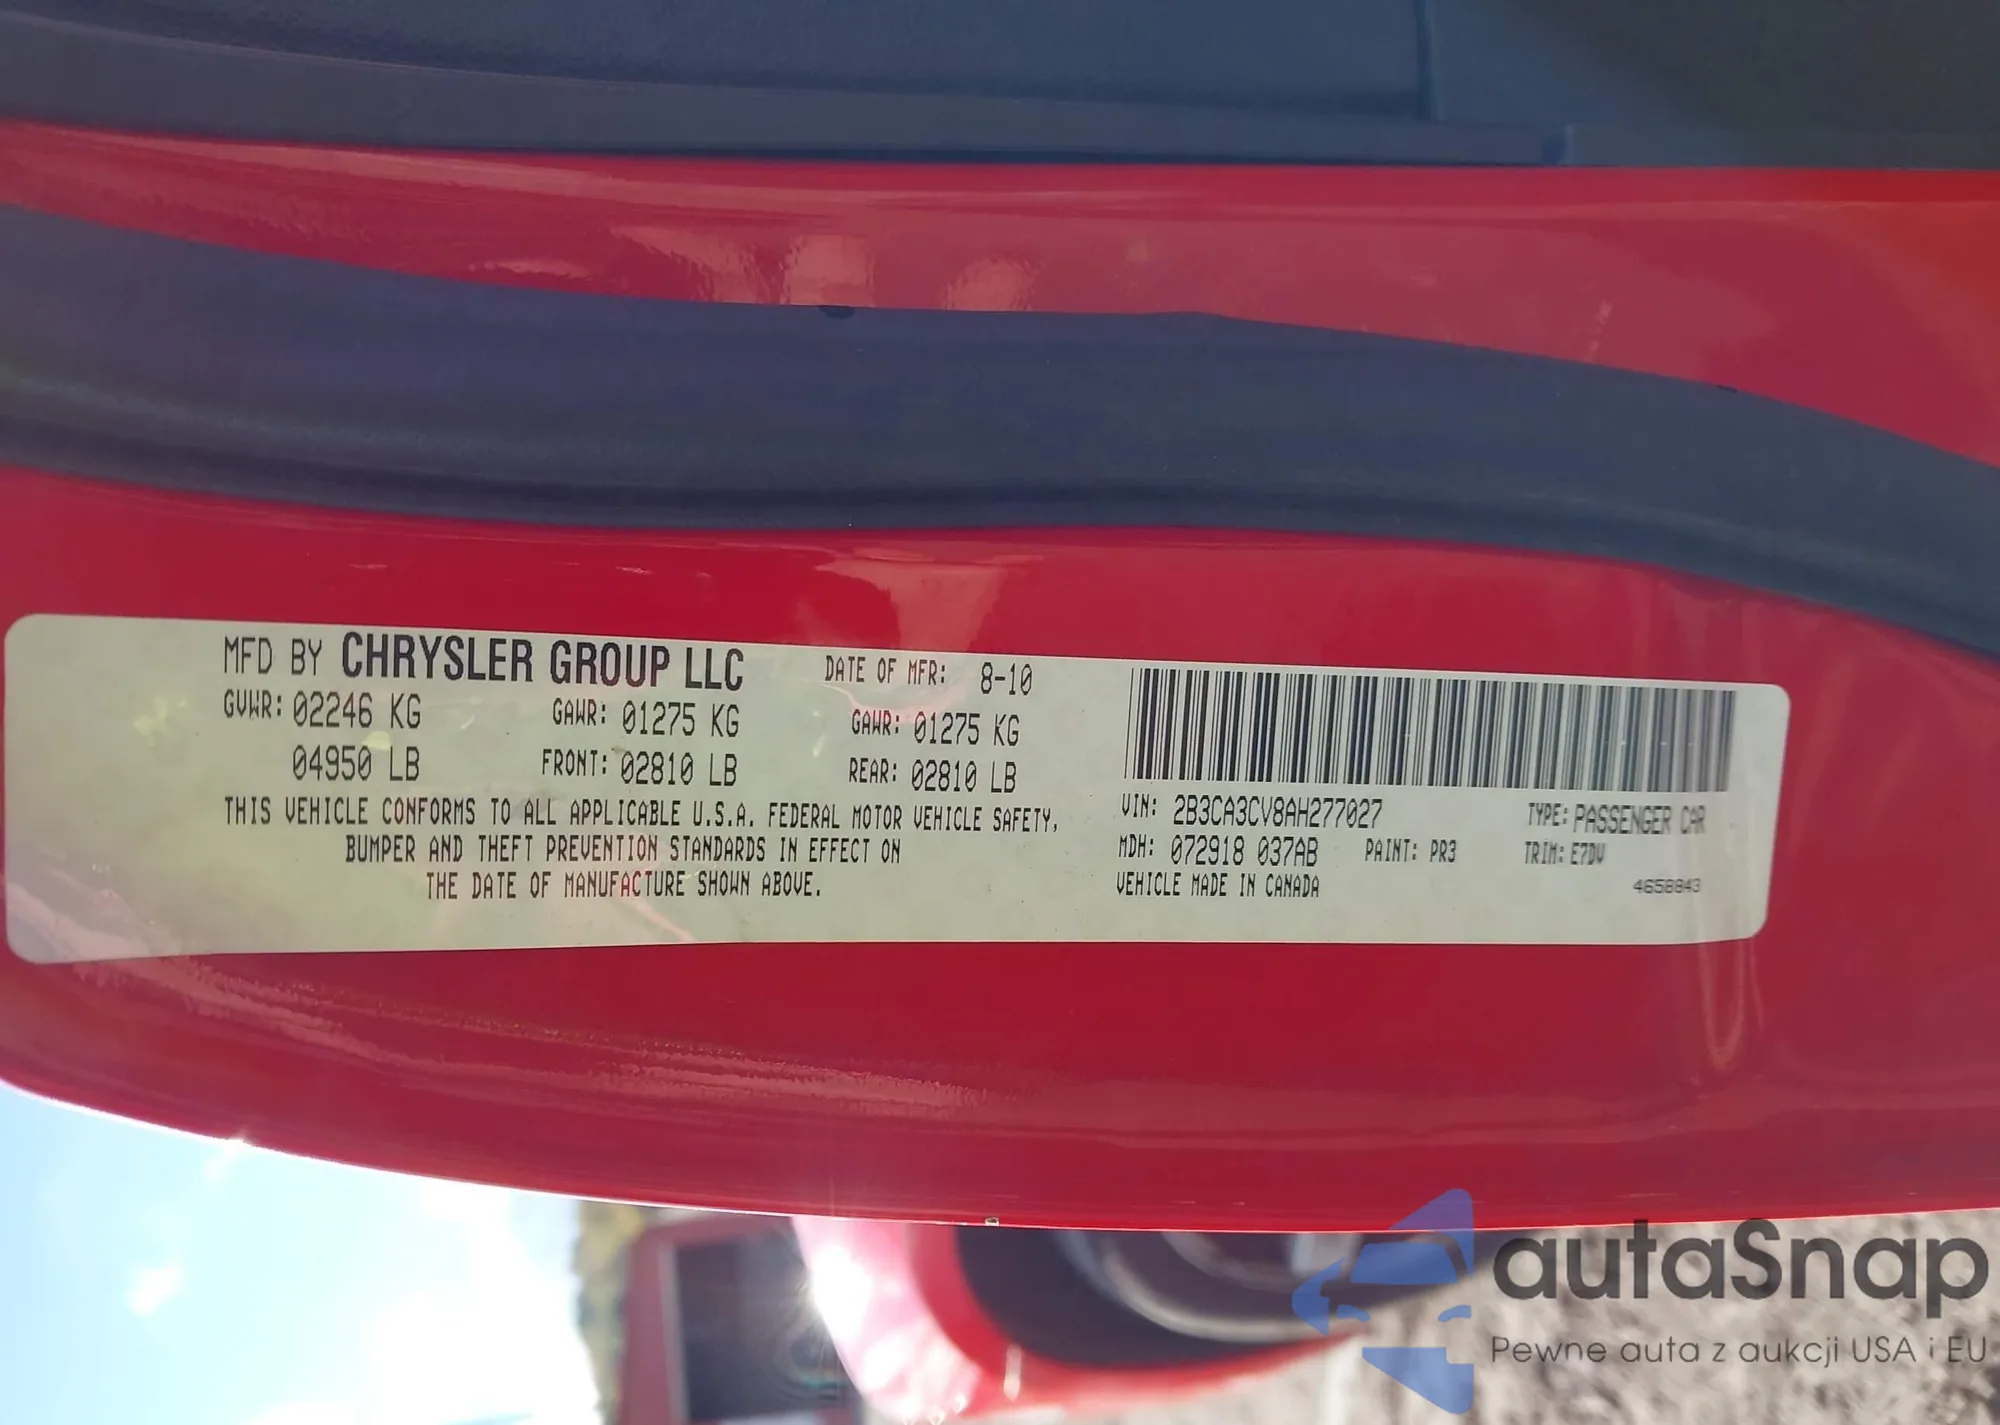 MFD BY CHRYSLER GROUP LLC DATE OF MFR: 8-10
GVWR: 02246 KG GAWR: 01275 KG GAWR: 01275 KG
04950 LB FRONT: 02810 LB REAR: 02810 LB
THIS VEHICLE CONFORMS TO ALL APPLICABLE U.S.A. FEDERAL MOTOR VEHICLE SAFETY,
BUMPER AND THEFT PREVENTION STANDARDS IN EFFECT ON
THE DATE OF MANUFACTURE SHOWN ABOVE.
VIN: 2B3CA3CV8AH277027 TYPE: PASSENGER CAR
MDH: 072918 037AB PAINT: PR3 TRIM: E7DV
VEHICLE MADE IN CANADA 4658843
autaSnap
Pewne auta z aukcji USA i EU